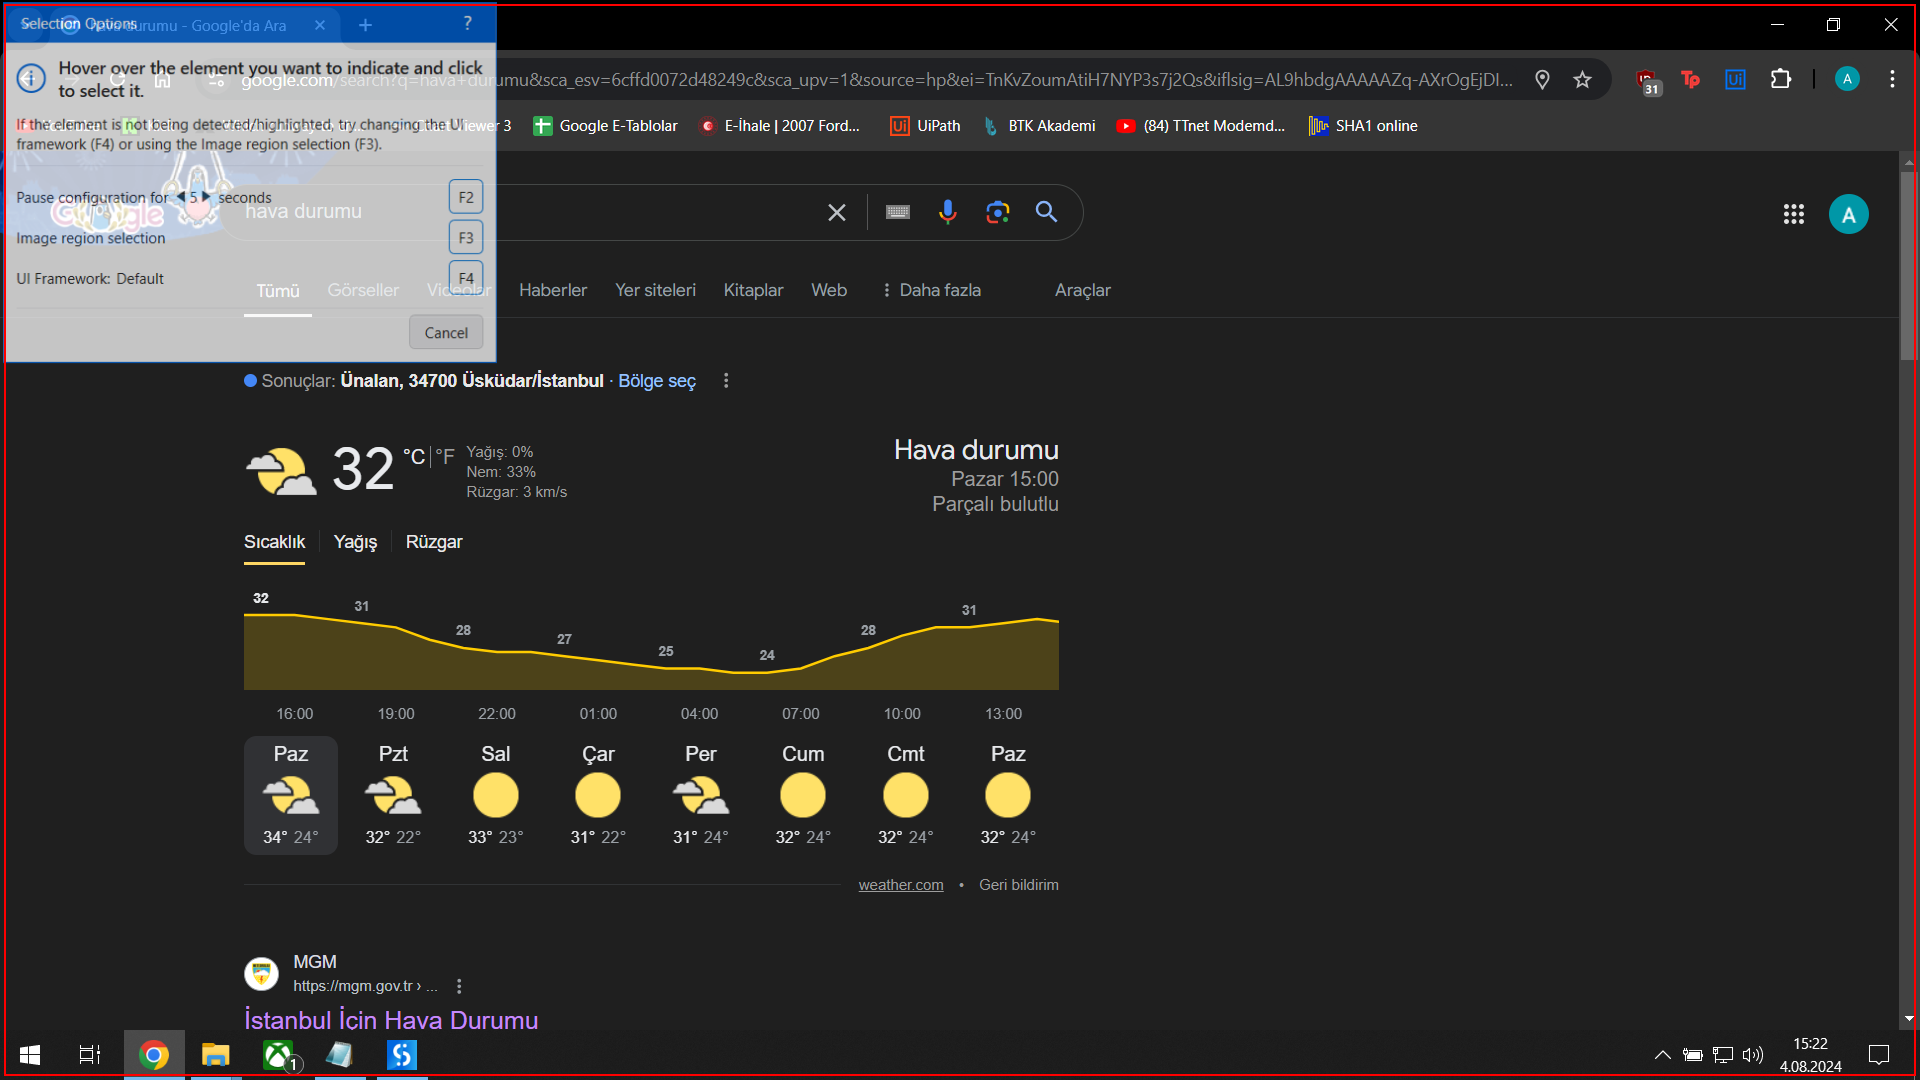 Selection Options
hava durumu - Google'da Ara
?
Hover over the element you want to indicate and click
to select it.
google.com/search?q=hava+durumu&sca_esv=6cffd0072d48249c&sca_upv=1&source=hp&ei=TnKvZoumAtiH7NYP3s7j2Qs&iflsig=AL9hbdgAAAAAZq-AXrOgEjDI...
31
Tp
Ui
A
If the element is not being detected/highlighted, try changing the UI
framework (F4) or using the Image region selection (F3).
Viewer 3
Google E-Tablolar
E-İhale | 2007 Ford...
UiPath
BTK Akademi
(84) TTnet Modemd...
SHA1 online
Pause configuration for 5 seconds
F2
Google
hava durumu
A
Image region selection
F3
UI Framework: Default
F4
Tümü
Görseller
Videolar
Haberler
Yer siteleri
Kitaplar
Web
Daha fazla
Araçlar
Cancel
Sonuçlar: Ünalan, 34700 Üsküdar/İstanbul · Bölge seç
32 °C | °F
Yağış: 0%
Nem: 33%
Rüzgar: 3 km/s
Hava durumu
Pazar 15:00
Parçalı bulutlu
Sıcaklık
Yağış
Rüzgar
32 31 28 27 25 24 28 31
16:00 19:00 22:00 01:00 04:00 07:00 10:00 13:00
Paz Pzt Sal Çar Per Cum Cmt Paz
34° 24° 32° 22° 33° 23° 31° 22° 31° 24° 32° 24° 32° 24° 32° 24°
weather.com • Geri bildirim
MGM
https://mgm.gov.tr › ...
İstanbul İçin Hava Durumu
1
15:22
4.08.2024